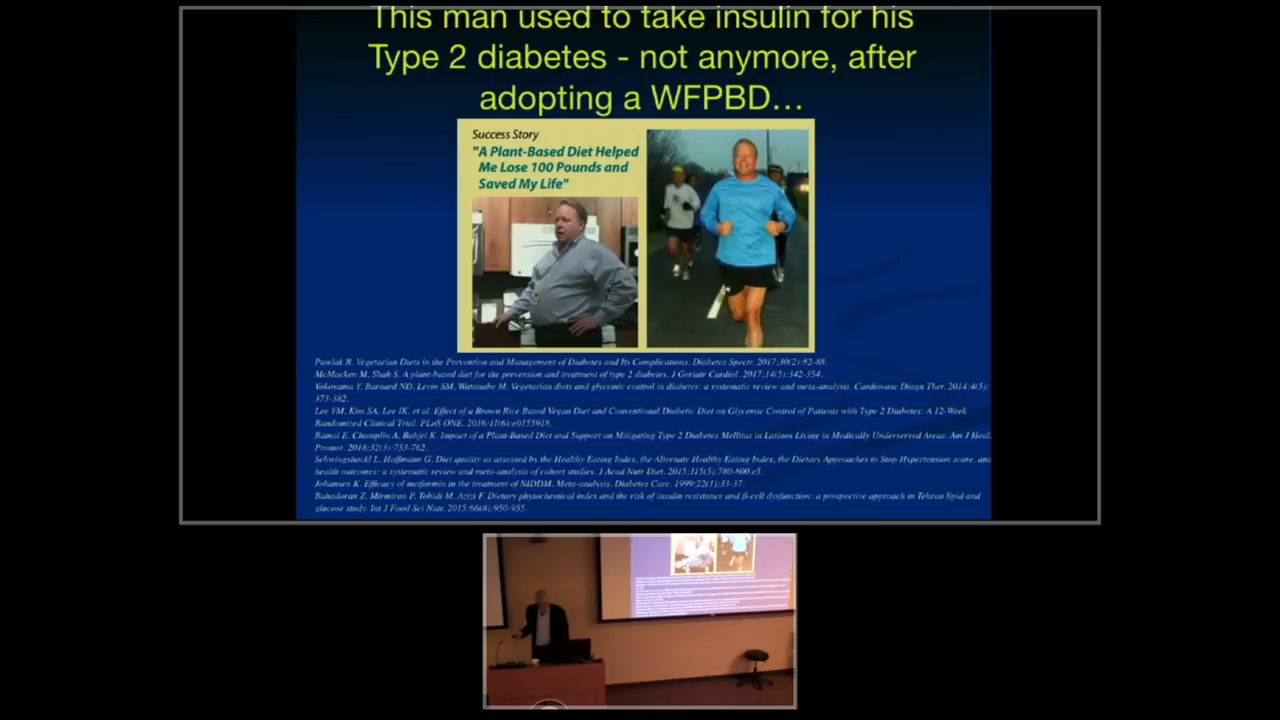 This man used to take insulin for his
Type 2 diabetes - not anymore, after
adopting a WFPBD...
Success Story
"A Plant-Based Diet Helped
Me Lose 100 Pounds and
Saved My Life"
Pawlak R. Vegetarian Diets in the Prevention and Management of Diabetes and Its Complications. Diabetes Spectr. 2017;30(2):82-88.
McMacken M, Shah S. A plant-based diet for the prevention and treatment of type 2 diabetes. J Geriatr Cardiol. 2017;14(5):342-354.
Yokoyama Y, Barnard ND, Levin SM, Watanabe M. Vegetarian diets and glycemic control in diabetes: a systematic review and meta-analysis. Cardiovasc Diagn Ther. 2014;4(5):
373-382.
Lee YM, Kim SA, Lee IK, et al. Effect of a Brown Rice Based Vegan Diet and Conventional Diabetic Diet on Glycemic Control of Patients with Type 2 Diabetes: A 12-Week
Randomized Clinical Trial. PLoS ONE. 2016;11(6):e0155918.
Ramal E, Champlin A, Bahjri K. Impact of a Plant-Based Diet and Support on Mitigating Type 2 Diabetes Mellitus in Latinos Living in Medically Underserved Areas. Am J Heal
Promot. 2018;32(3):753-762.
Schwingshackl L, Hoffmann G. Diet quality as assessed by the Healthy Eating Index, the Alternate Healthy Eating Index, the Dietary Approaches to Stop Hypertension score, and
health outcomes: a systematic review and meta-analysis of cohort studies. J Acad Nutr Diet. 2015;115(5):780-800.e5.
Johansen K. Efficacy of metformin in the treatment of NIDDM. Meta-analysis. Diabetes Care. 1999;22(1):33-37.
Bahadoran Z, Mirmiran P, Tohidi M, Azizi F. Dietary phytochemical index and the risk of insulin resistance and β-cell dysfunction: a prospective approach in Tehran lipid and
glucose study. Int J Food Sci Nutr. 2015;66(8):950-955.